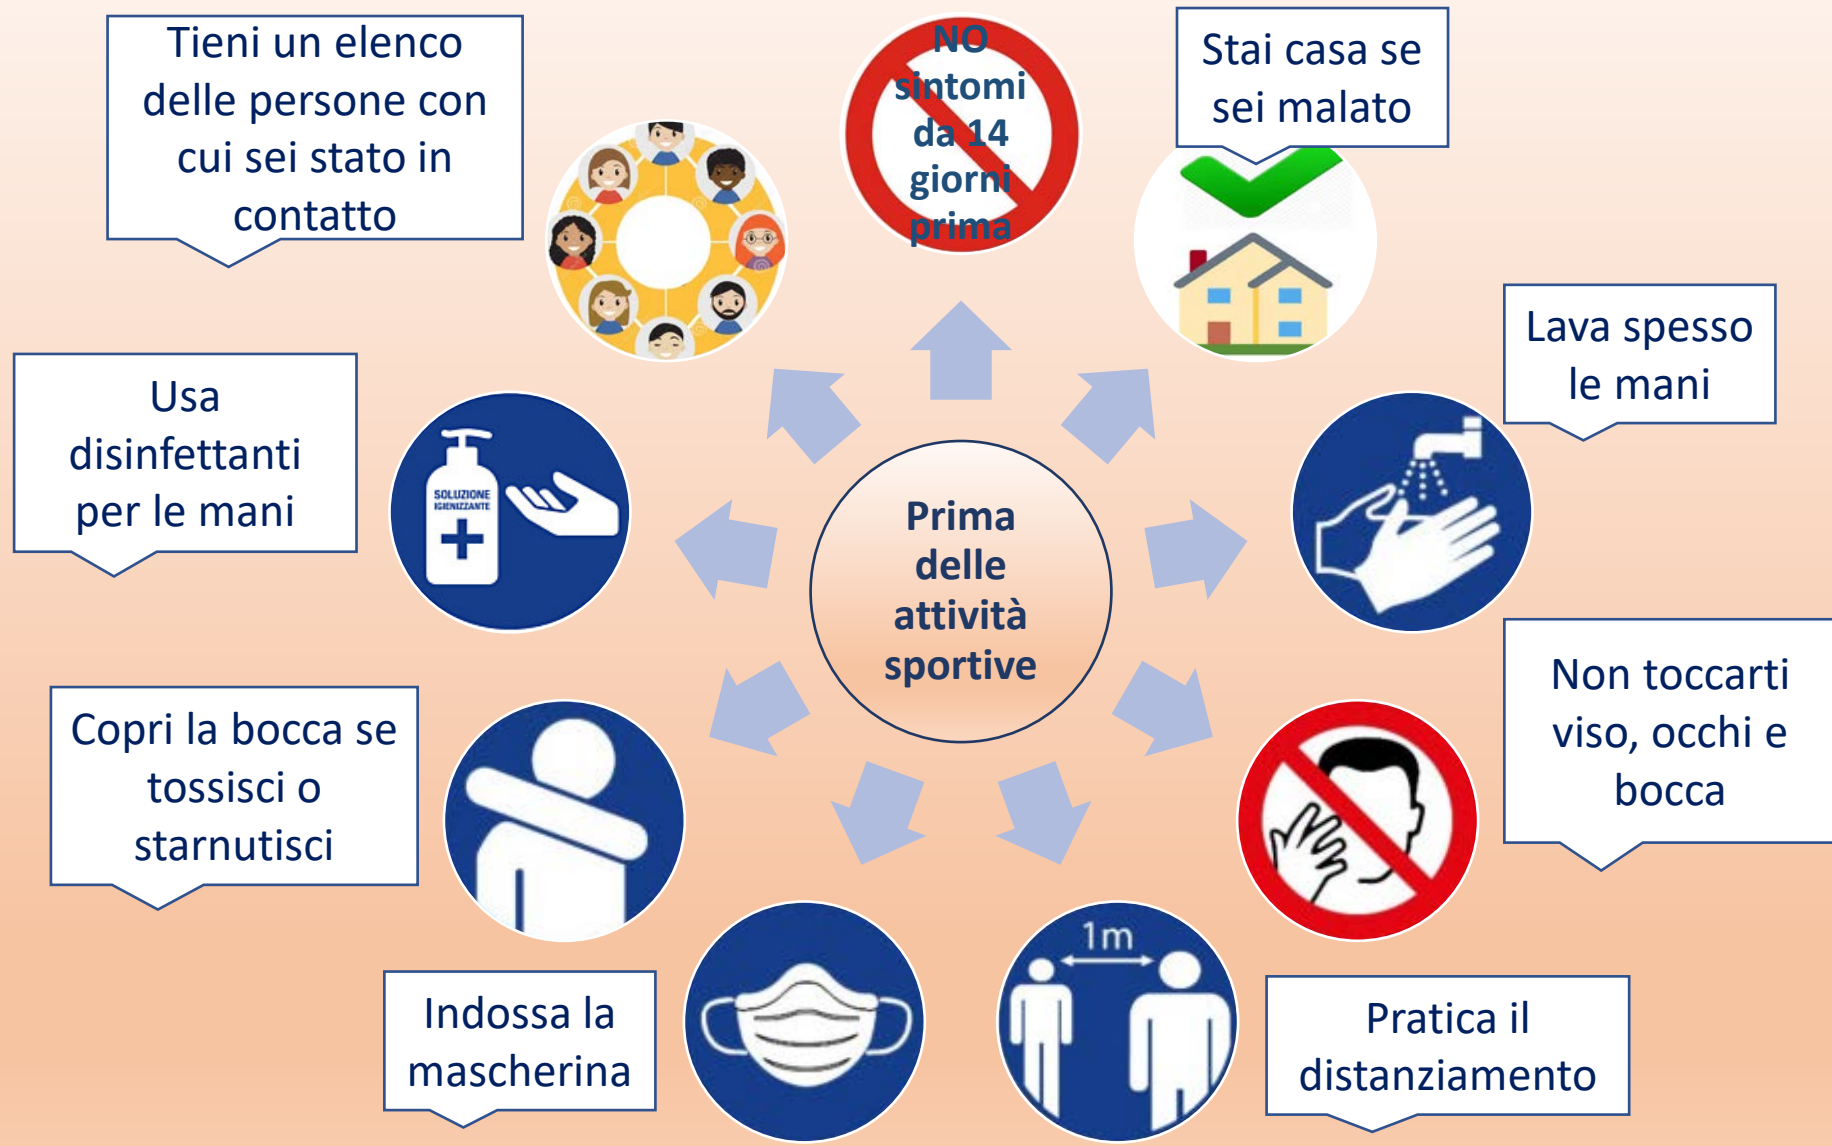 Tieni un elenco
delle persone con
cui sei stato in
contatto
NO
sintomi
da 14
giorni
prima
Stai casa se
sei malato
Lava spesso
le mani
Usa
disinfettanti
per le mani
SOLUZIONE
IGIENIZZANTE
Prima
delle
attività
sportive
Non toccarti
viso, occhi e
bocca
Copri la bocca se
tossisci o
starnutisci
1m
Indossa la
mascherina
Pratica il
distanziamento